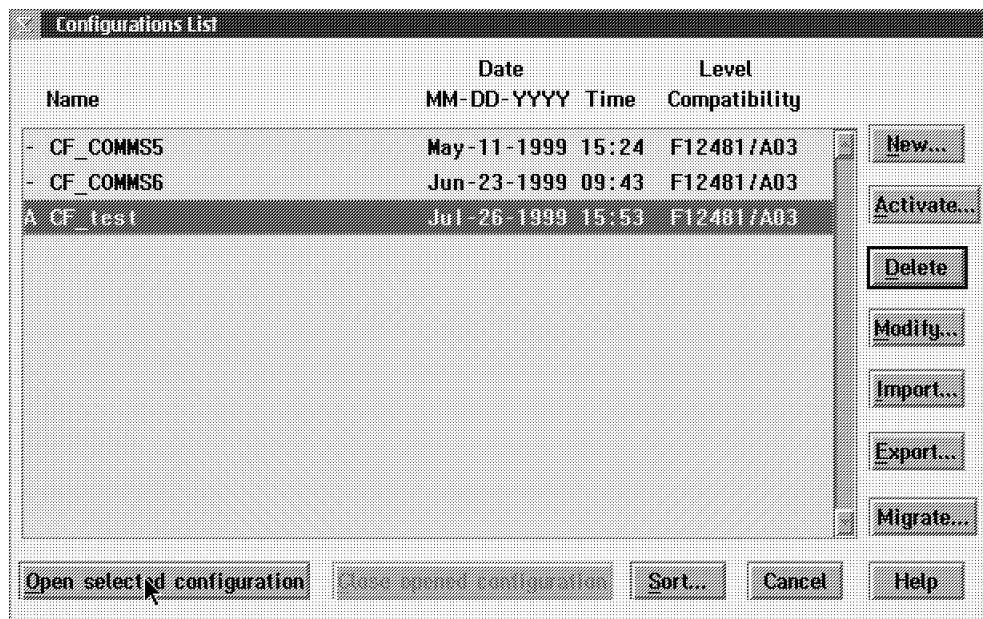 Configurations List
Date Level
Name MM-DD-YYYY Time Compatibility
- CF_COMMS5 May-11-1999 15:24 F12481/A03
- CF_COMMS6 Jun-23-1999 09:43 F12481/A03
A CF_test Jul-26-1999 15:53 F12481/A03
New...
Activate...
Delete
Modify...
Import...
Export...
Migrate...
Open selected configuration Close opened configuration Sort... Cancel Help